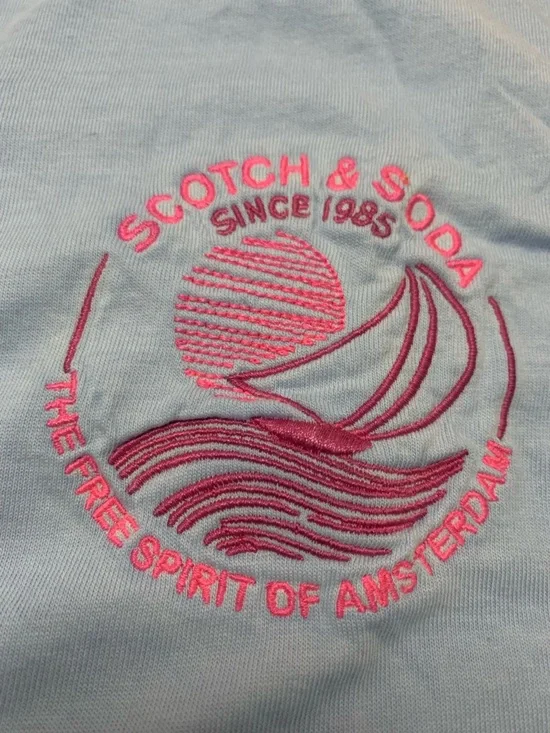 SCOTCH & SODA
SINCE 1985
THE FREE SPIRIT OF AMSTERDAM